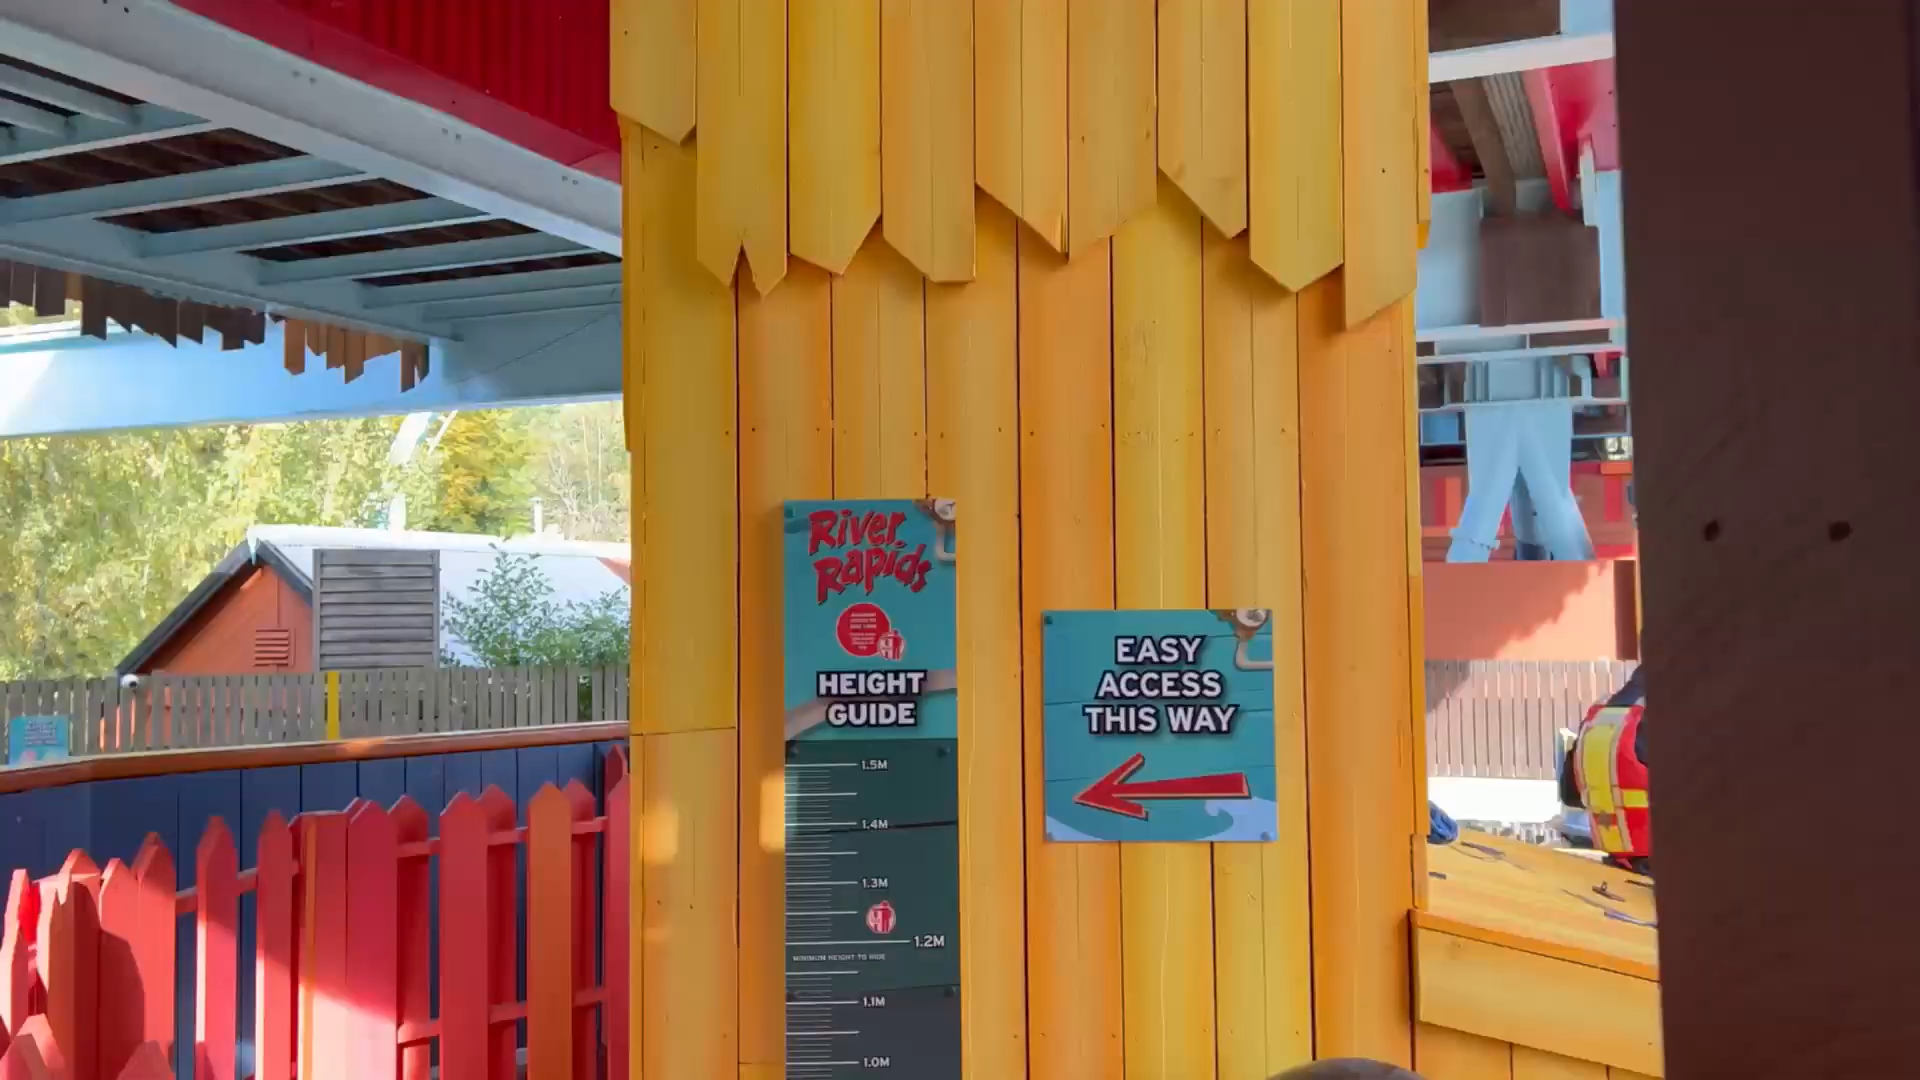 River
Rapids
HEIGHT
GUIDE
1.5M
1.4M
1.3M
1.2M
MINIMUM HEIGHT TO RIDE
1.1M
1.0M
EASY
ACCESS
THIS WAY